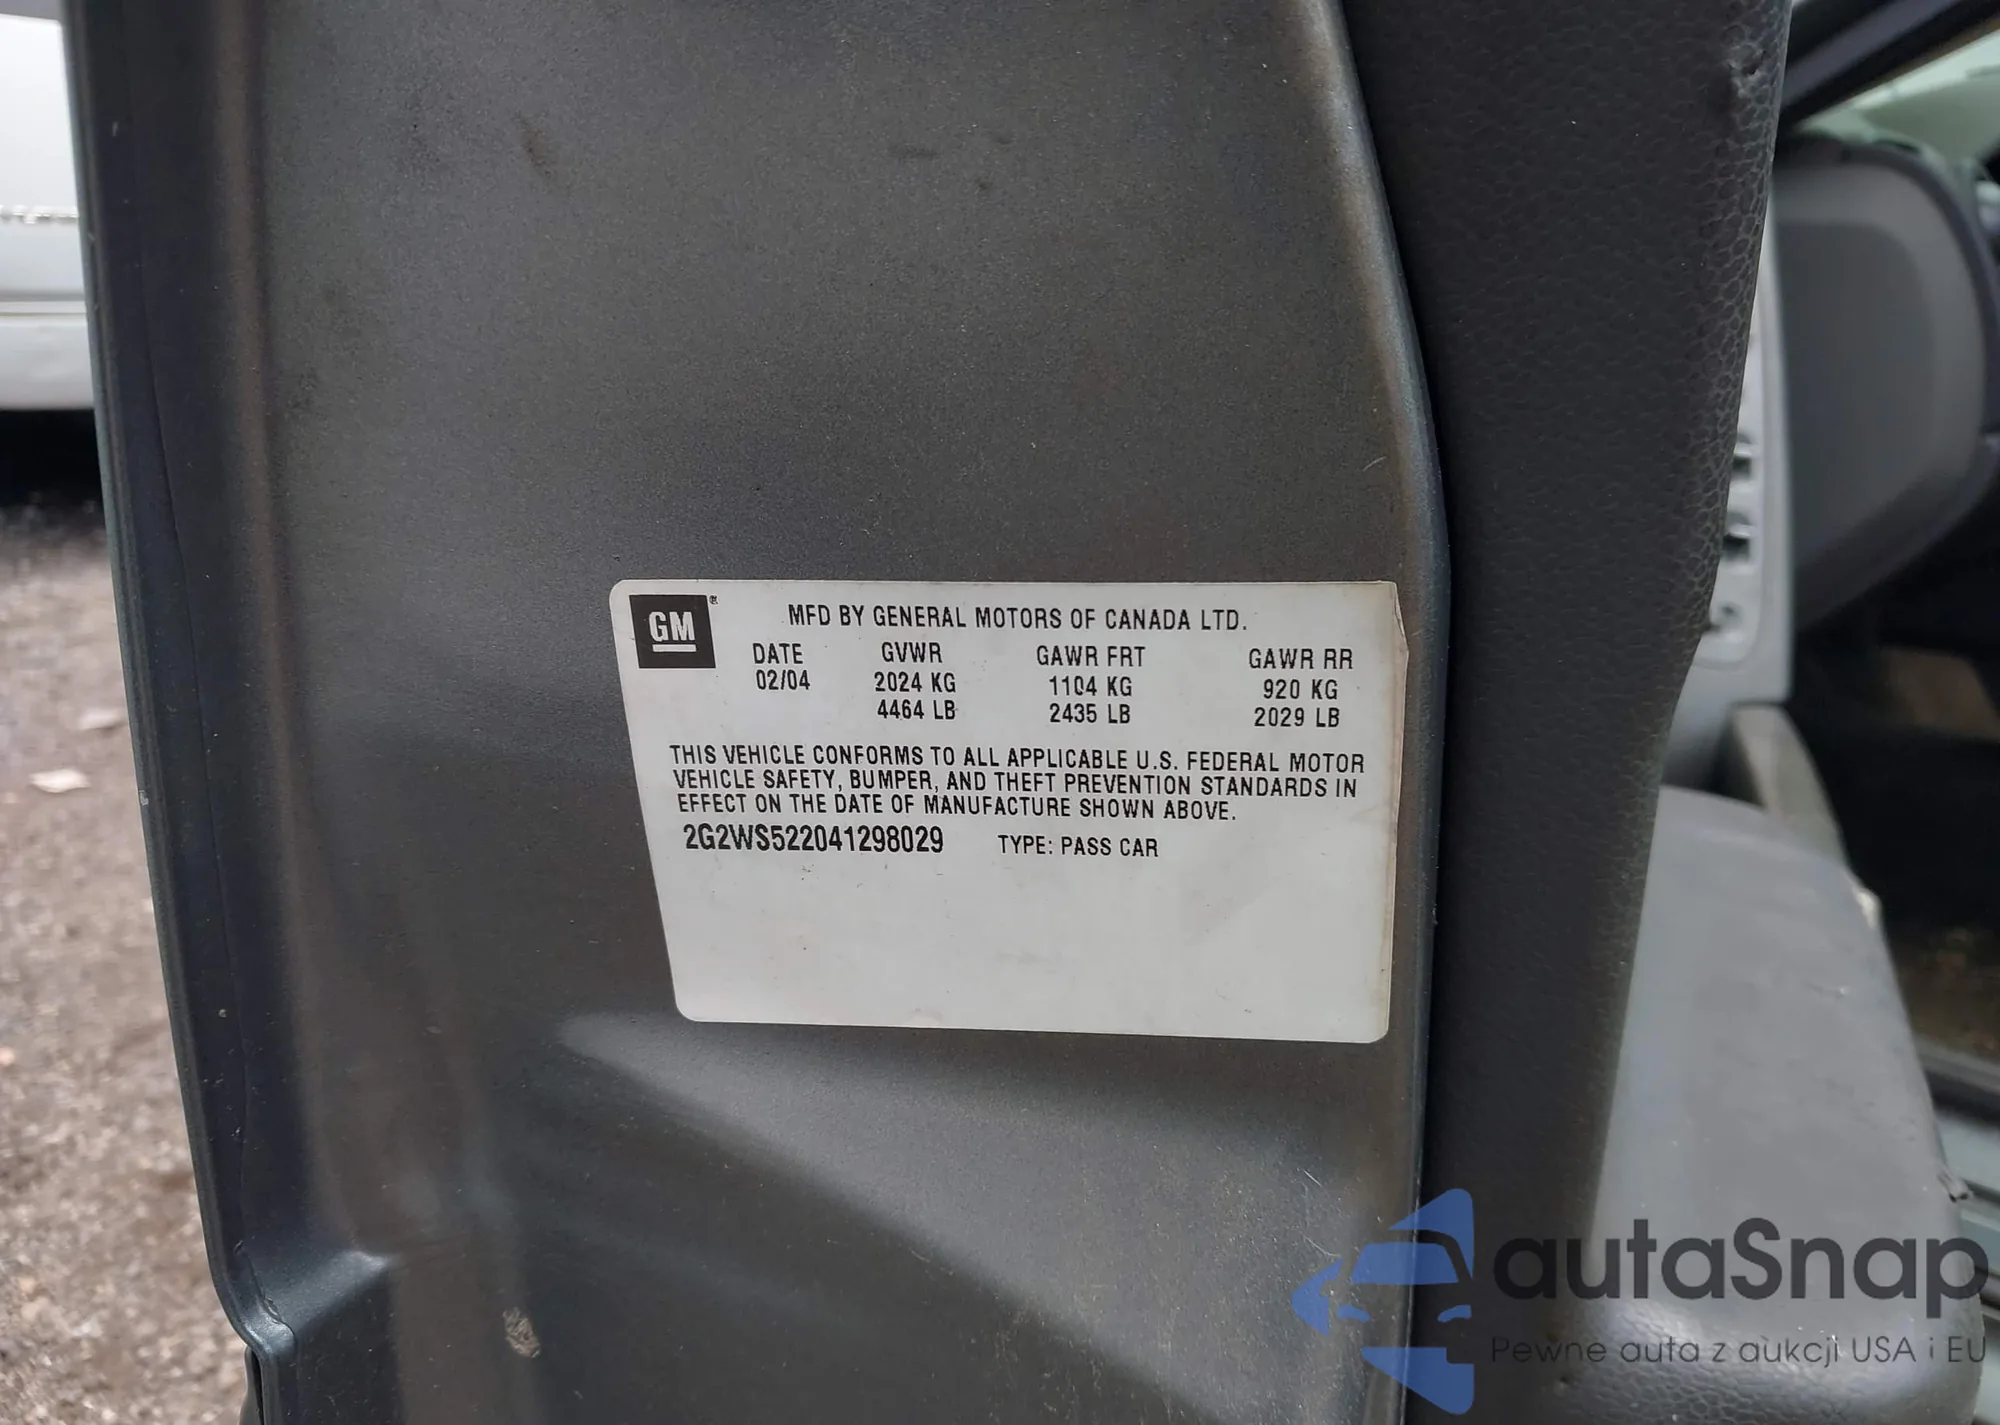 GM®
MFD BY GENERAL MOTORS OF CANADA LTD.
DATE GVWR GAWR FRT GAWR RR
02/04 2024 KG 1104 KG 920 KG
4464 LB 2435 LB 2029 LB
THIS VEHICLE CONFORMS TO ALL APPLICABLE U.S. FEDERAL MOTOR
VEHICLE SAFETY, BUMPER, AND THEFT PREVENTION STANDARDS IN
EFFECT ON THE DATE OF MANUFACTURE SHOWN ABOVE.
2G2WS522041298029 TYPE: PASS CAR
autaSnap
Pewne auta z aukcji USA i EU